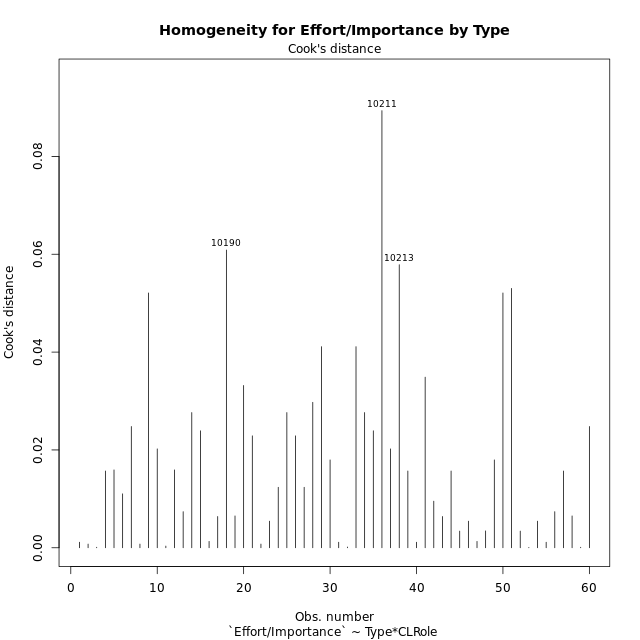 Homogeneity for Effort/Importance by Type
Cook's distance
10211
10190
10213
Cook's distance
0.08
0.06
0.04
0.02
0.00
0 10 20 30 40 50 60
Obs. number
`Effort/Importance` ~ Type*CLRole